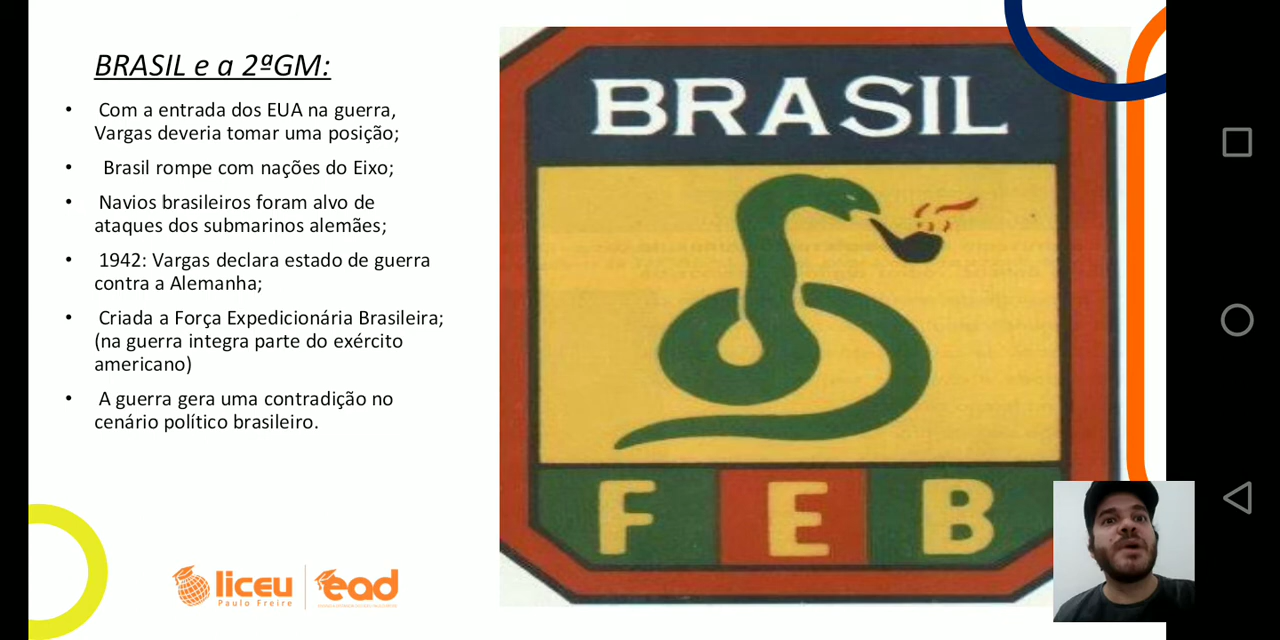 BRASIL e a 2ªGM:
• Com a entrada dos EUA na guerra,
Vargas deveria tomar uma posição;
• Brasil rompe com nações do Eixo;
• Navios brasileiros foram alvo de
ataques dos submarinos alemães;
• 1942: Vargas declara estado de guerra
contra a Alemanha;
• Criada a Força Expedicionária Brasileira;
(na guerra integra parte do exército
americano)
• A guerra gera uma contradição no
cenário político brasileiro.
BRASIL
F E B
liceu
Paulo Freire
ead